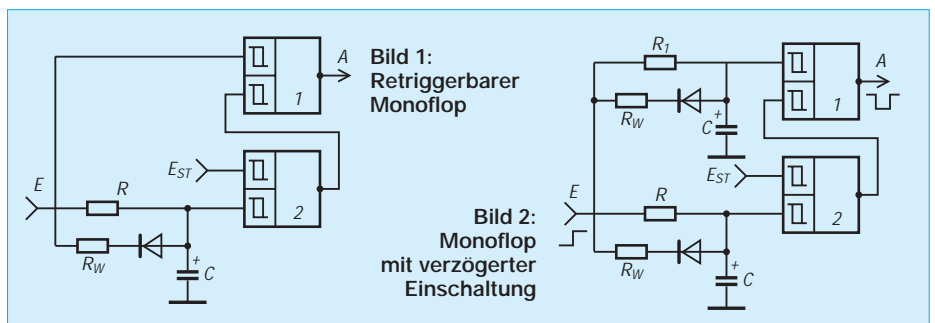 Bild 1:
Retriggerbarer
Monoflop
A
1
E_ST
E
R
2
R_W
+
C
Bild 2:
Monoflop
mit verzögerter
Einschaltung
R_1
A
R_W
+
C
1
E_ST
E
R
2
R_W
+
C